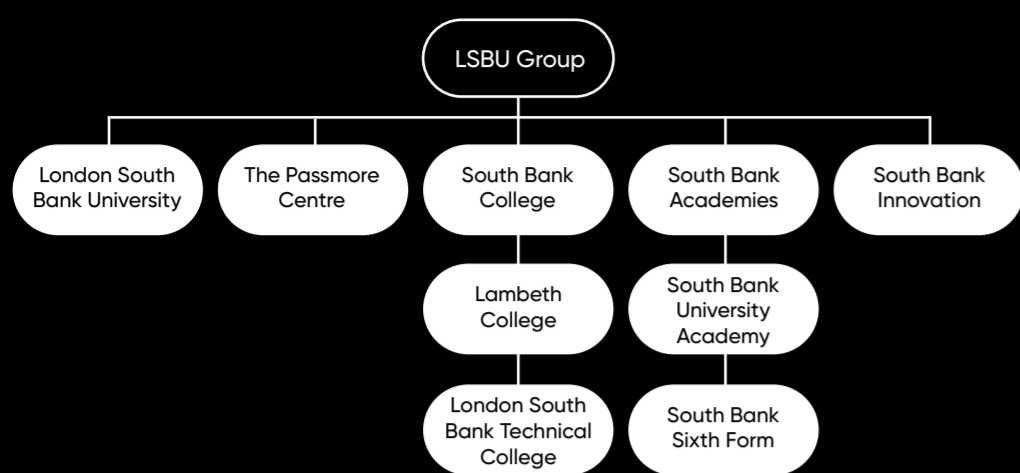 LSBU Group
London South
Bank University
The Passmore
Centre
South Bank
College
South Bank
Academies
South Bank
Innovation
Lambeth
College
South Bank
University
Academy
London South
Bank Technical
College
South Bank
Sixth Form